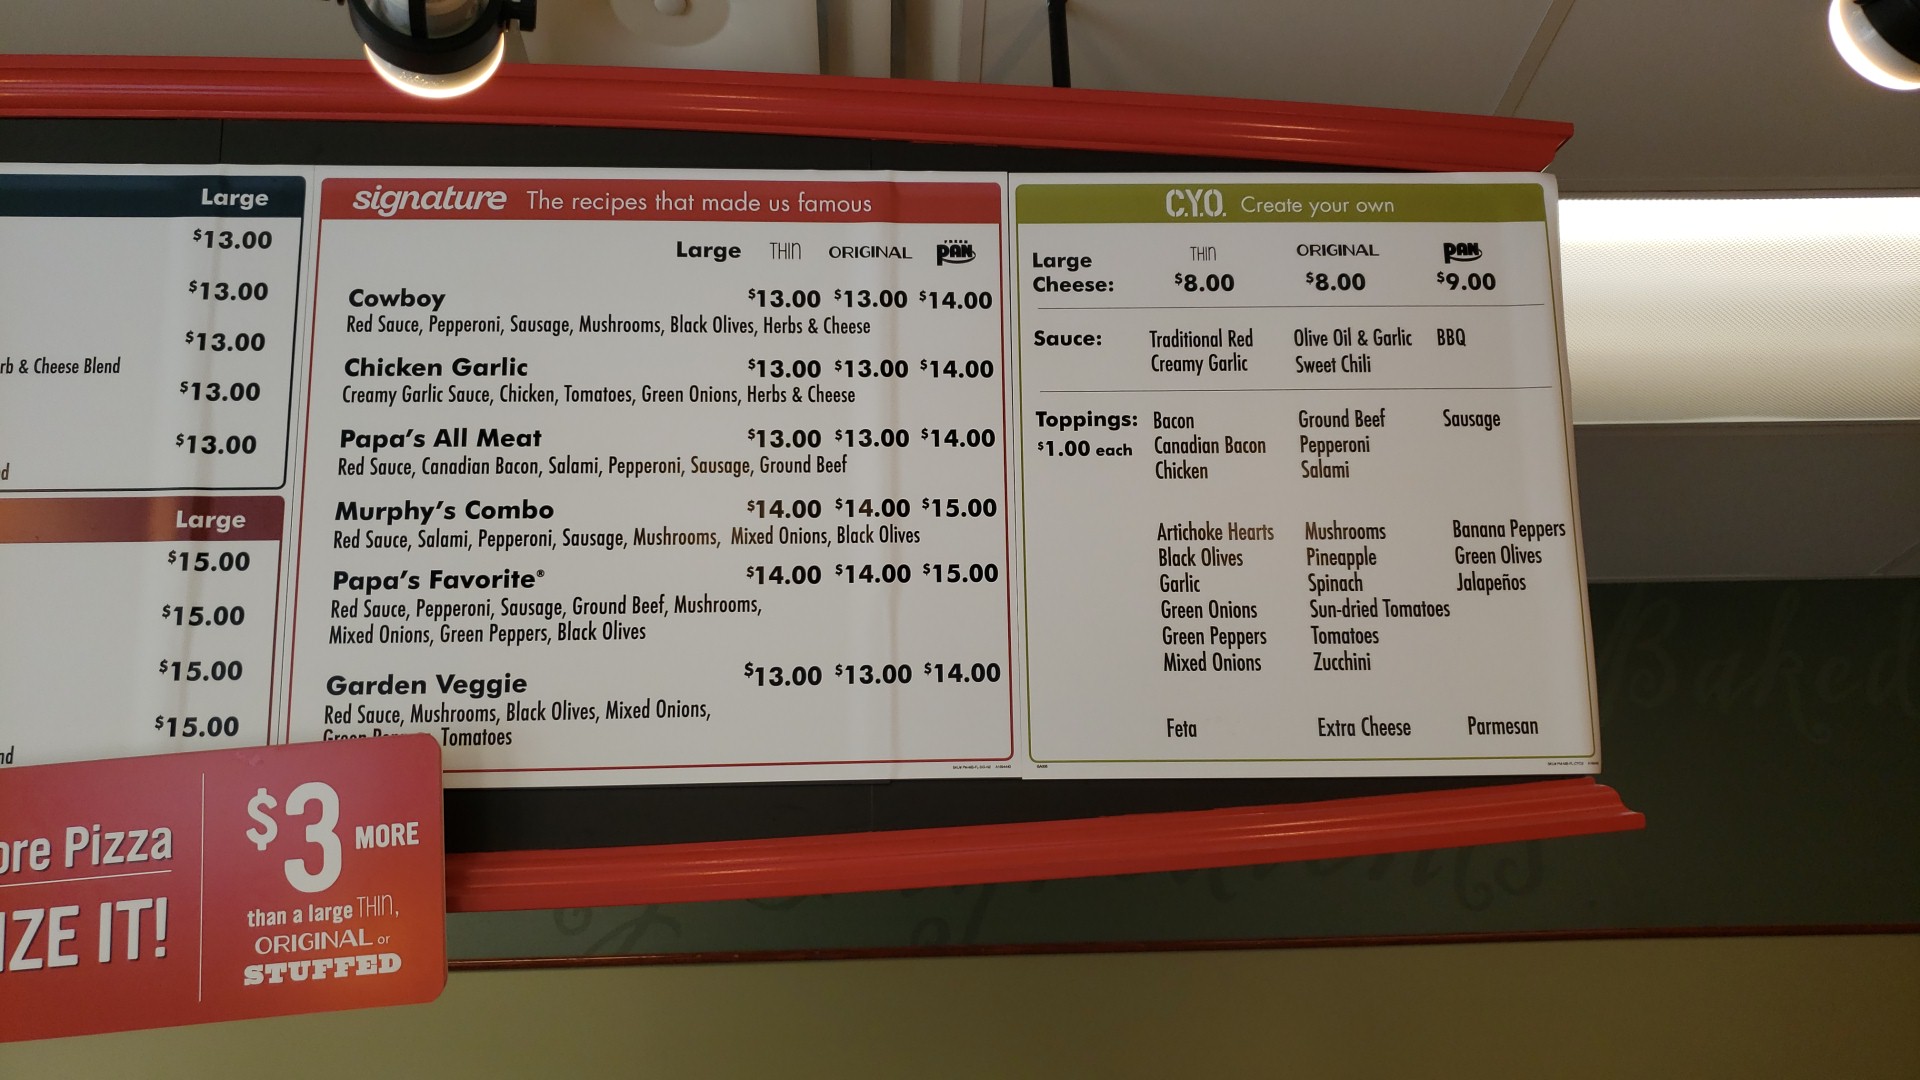 Large
$13.00
$13.00
$13.00
rb & Cheese Blend
$13.00
$13.00
d
Large
$15.00
$15.00
$15.00
$15.00
nd
signature The recipes that made us famous
Large THIN ORIGINAL PAN
Cowboy $13.00 $13.00 $14.00
Red Sauce, Pepperoni, Sausage, Mushrooms, Black Olives, Herbs & Cheese
Chicken Garlic $13.00 $13.00 $14.00
Creamy Garlic Sauce, Chicken, Tomatoes, Green Onions, Herbs & Cheese
Papa's All Meat $13.00 $13.00 $14.00
Red Sauce, Canadian Bacon, Salami, Pepperoni, Sausage, Ground Beef
Murphy's Combo $14.00 $14.00 $15.00
Red Sauce, Salami, Pepperoni, Sausage, Mushrooms, Mixed Onions, Black Olives
Papa's Favorite® $14.00 $14.00 $15.00
Red Sauce, Pepperoni, Sausage, Ground Beef, Mushrooms,
Mixed Onions, Green Peppers, Black Olives
Garden Veggie $13.00 $13.00 $14.00
Red Sauce, Mushrooms, Black Olives, Mixed Onions,
Tomatoes
C.Y.O. Create your own
THIN ORIGINAL PAN
Large
Cheese: $8.00 $8.00 $9.00
Sauce: Traditional Red Olive Oil & Garlic BBQ
Creamy Garlic Sweet Chili
Toppings: Bacon Ground Beef Sausage
$1.00 each Canadian Bacon Pepperoni
Chicken Salami
Artichoke Hearts Mushrooms Banana Peppers
Black Olives Pineapple Green Olives
Garlic Spinach Jalapeños
Green Onions Sun-dried Tomatoes
Green Peppers Tomatoes
Mixed Onions Zucchini
Feta Extra Cheese Parmesan
ore Pizza
IZE IT!
$3 MORE
than a large THIN,
ORIGINAL or
STUFFED
Baked